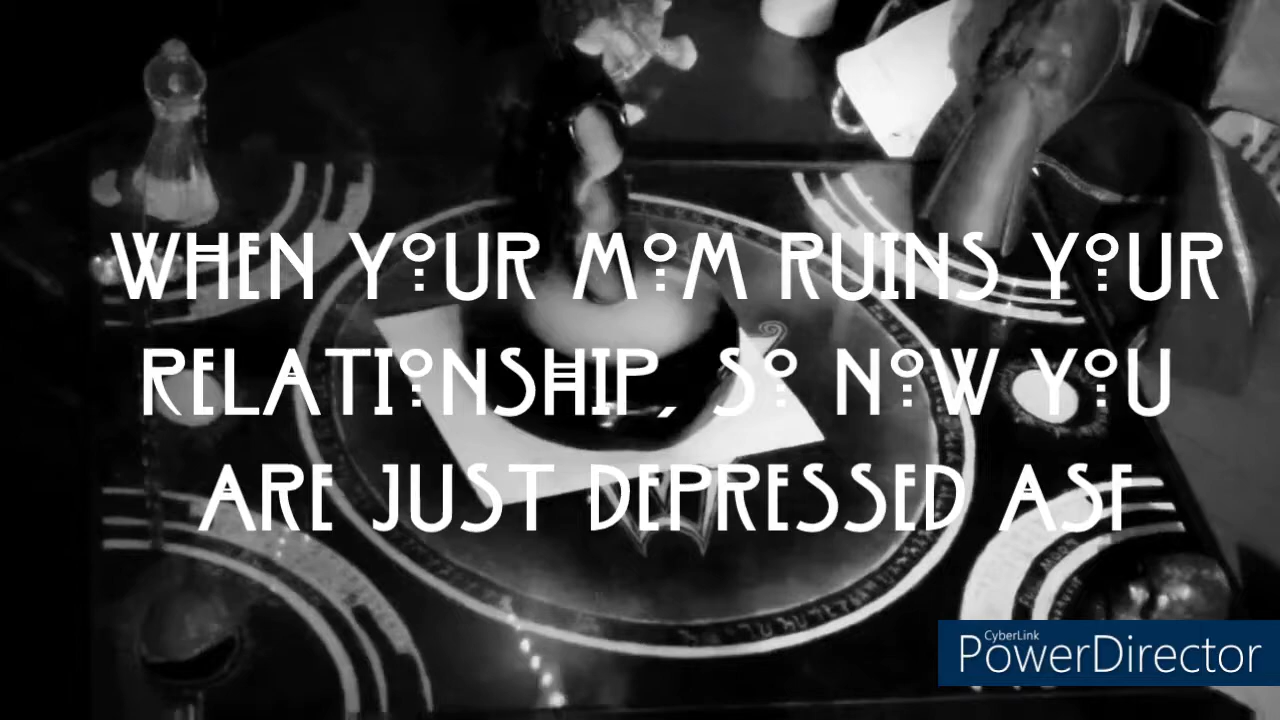 WHEN YOUR MOM RUINS YOUR
RELATIONSHIP, SO NOW YOU
ARE JUST DEPRESSED ASF
CyberLink
PowerDirector